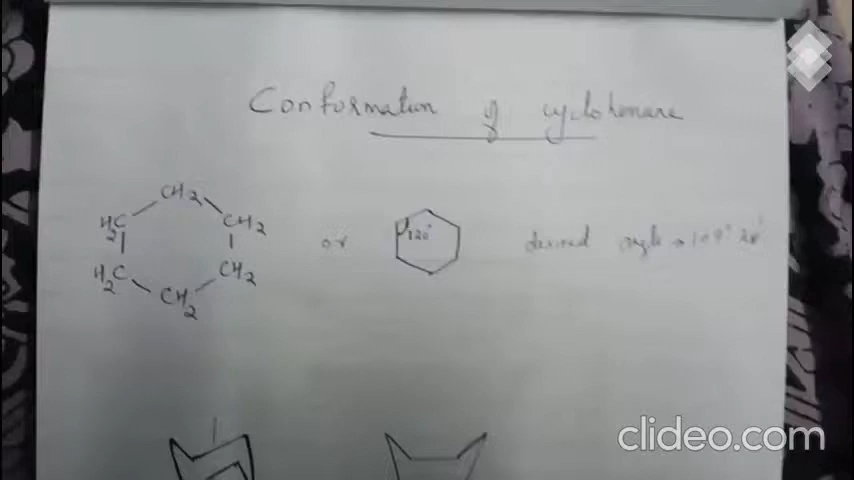 Conformation of cyclohexane
CH2
H2C CH2
or 120° desired angle → 109° 28'
H2C CH2
CH2
clideo.com